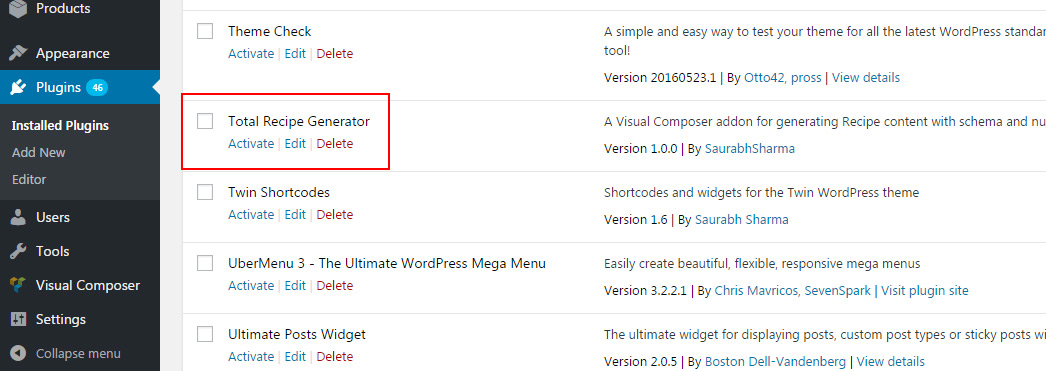 Products
Appearance
Plugins 46
Installed Plugins
Add New
Editor
Users
Tools
Visual Composer
Settings
Collapse menu
Theme Check
Activate | Edit | Delete
A simple and easy way to test your theme for all the latest WordPress standar
tool!
Version 20160523.1 | By Otto42, pross | View details
Total Recipe Generator
Activate | Edit | Delete
A Visual Composer addon for generating Recipe content with schema and nu
Version 1.0.0 | By SaurabhSharma
Twin Shortcodes
Activate | Edit | Delete
Shortcodes and widgets for the Twin WordPress theme
Version 1.6 | By Saurabh Sharma
UberMenu 3 - The Ultimate WordPress Mega Menu
Activate | Edit | Delete
Easily create beautiful, flexible, responsive mega menus
Version 3.2.2.1 | By Chris Mavricos, SevenSpark | Visit plugin site
Ultimate Posts Widget
Activate | Edit | Delete
The ultimate widget for displaying posts, custom post types or sticky posts wi
Version 2.0.5 | By Boston Dell-Vandenberg | View details